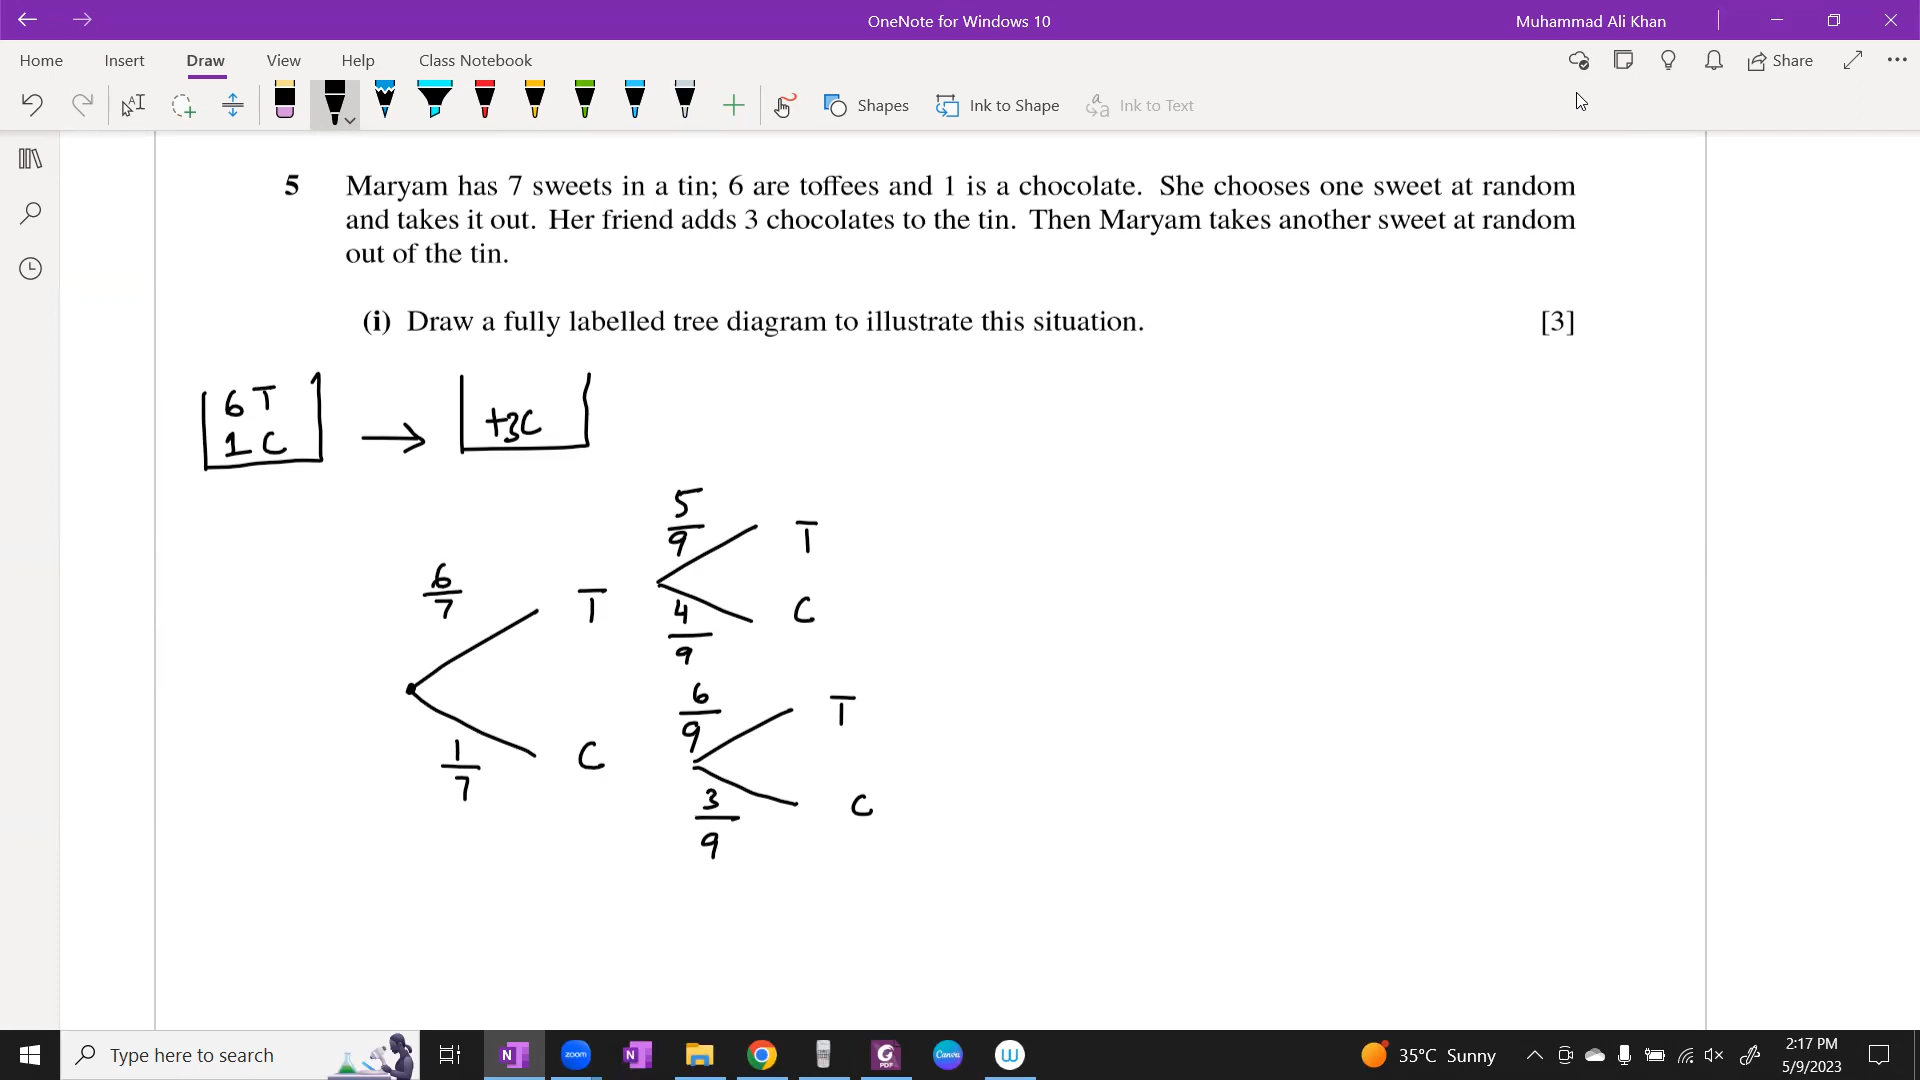 OneNote for Windows 10
Muhammad Ali Khan
Home Insert Draw View Help Class Notebook
Share
Shapes Ink to Shape Ink to Text
5 Maryam has 7 sweets in a tin; 6 are toffees and 1 is a chocolate. She chooses one sweet at random
and takes it out. Her friend adds 3 chocolates to the tin. Then Maryam takes another sweet at random
out of the tin.
(i) Draw a fully labelled tree diagram to illustrate this situation. [3]
6 T
1 C
+3C
6/7 T
5/9 T
4/9 C
1/7 C
6/9 T
3/9 C
Type here to search
zoom
PDF
Canva
35°C Sunny
2:17 PM
5/9/2023